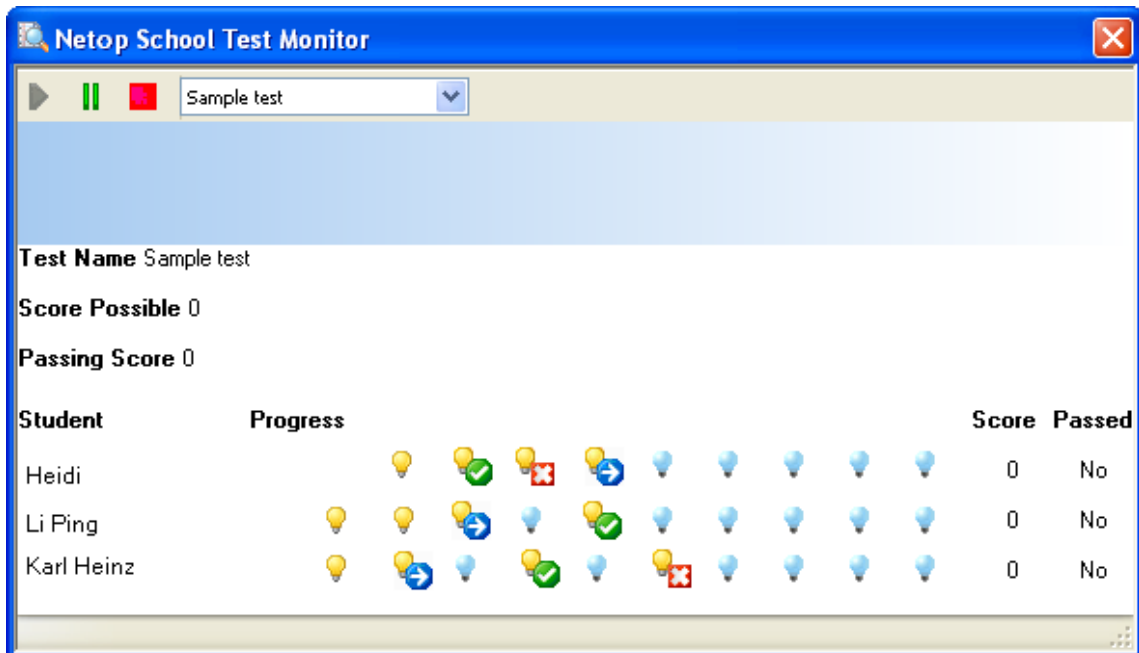 Netop School Test Monitor
Sample test
Test Name Sample test
Score Possible 0
Passing Score 0
Student Progress Score Passed
Heidi 0 No
Li Ping 0 No
Karl Heinz 0 No